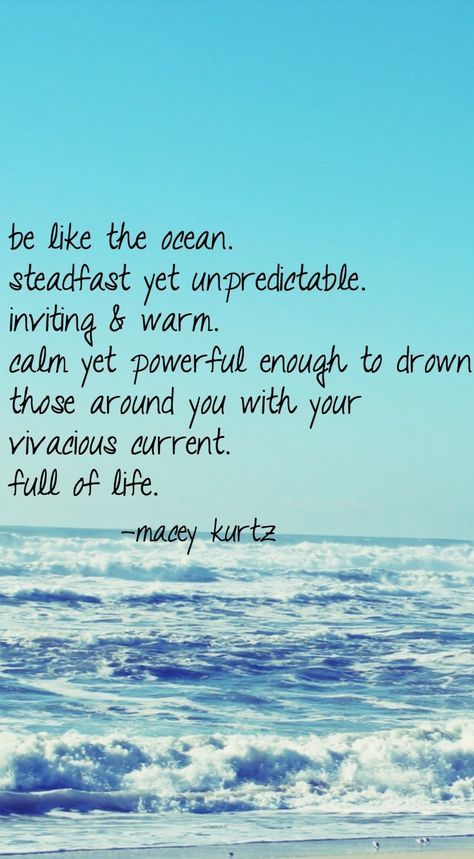 be like the ocean.
steadfast yet unpredictable.
inviting & warm.
calm yet powerful enough to drown
those around you with your
vivacious current.
full of life.
-macey kurtz